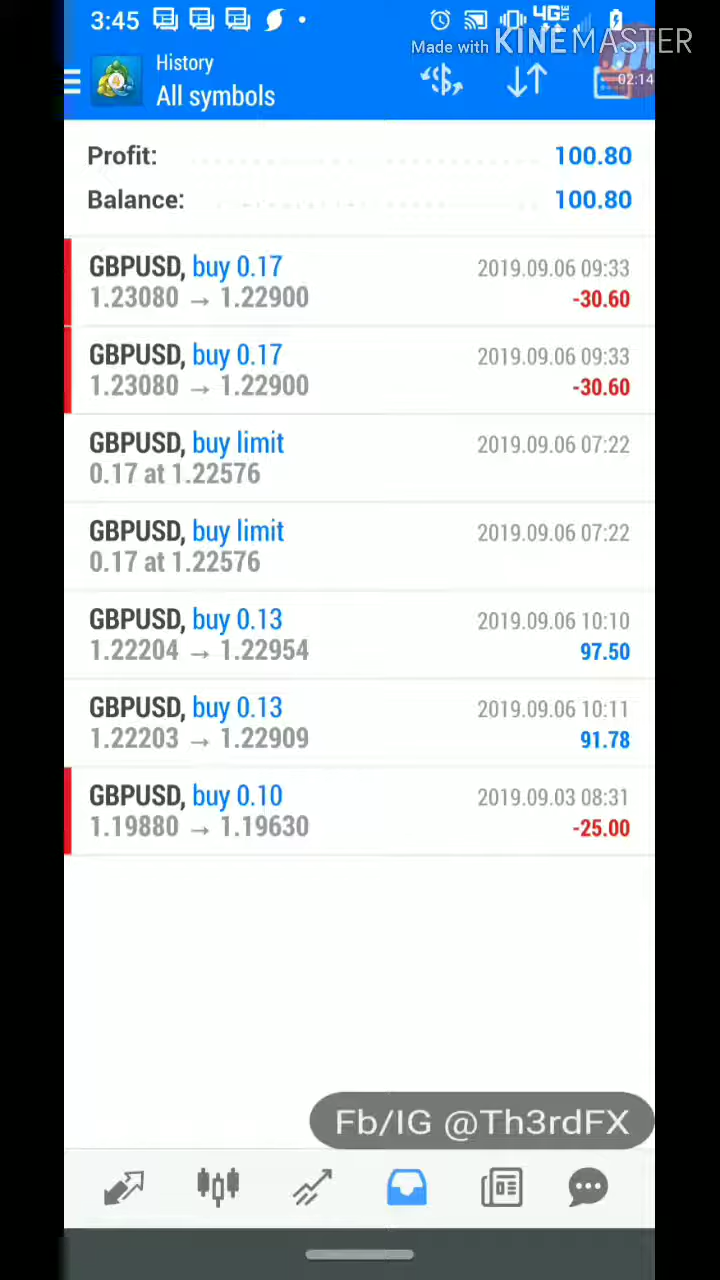 3:45
4G LTE
Made with KINEMASTER
History
All symbols
02:14
Profit: 100.80
Balance: 100.80
GBPUSD, buy 0.17 2019.09.06 09:33
1.23080 → 1.22900 -30.60
GBPUSD, buy 0.17 2019.09.06 09:33
1.23080 → 1.22900 -30.60
GBPUSD, buy limit 2019.09.06 07:22
0.17 at 1.22576
GBPUSD, buy limit 2019.09.06 07:22
0.17 at 1.22576
GBPUSD, buy 0.13 2019.09.06 10:10
1.22204 → 1.22954 97.50
GBPUSD, buy 0.13 2019.09.06 10:11
1.22203 → 1.22909 91.78
GBPUSD, buy 0.10 2019.09.03 08:31
1.19880 → 1.19630 -25.00
Fb/IG @Th3rdFX